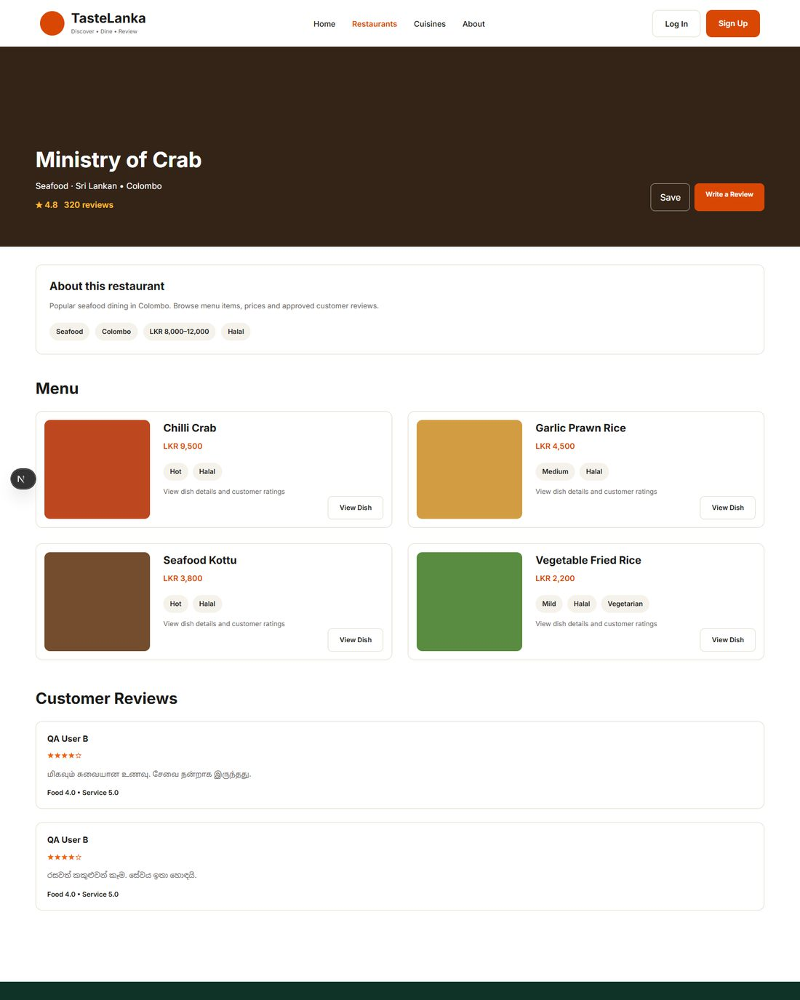 TasteLanka
Discover • Dine • Review
Home
Restaurants
Cuisines
About
Log In
Sign Up
Ministry of Crab
Seafood · Sri Lankan • Colombo
★ 4.8 320 reviews
Save
Write a Review
About this restaurant
Popular seafood dining in Colombo. Browse menu items, prices and approved customer reviews.
Seafood
Colombo
LKR 8,000–12,000
Halal
Menu
Chilli Crab
LKR 9,500
Hot
Halal
View dish details and customer ratings
View Dish
Garlic Prawn Rice
LKR 4,500
Medium
Halal
View dish details and customer ratings
View Dish
Seafood Kottu
LKR 3,800
Hot
Halal
View dish details and customer ratings
View Dish
Vegetable Fried Rice
LKR 2,200
Mild
Halal
Vegetarian
View dish details and customer ratings
View Dish
Customer Reviews
QA User B
★★★★☆
மிகவும் சுவையான உணவு. சேவை நன்றாக இருந்தது.
Food 4.0 • Service 5.0
QA User B
★★★★☆
රසවත් කකුළුවන් කෑම. සේවය ඉතා හොඳයි.
Food 4.0 • Service 5.0
N